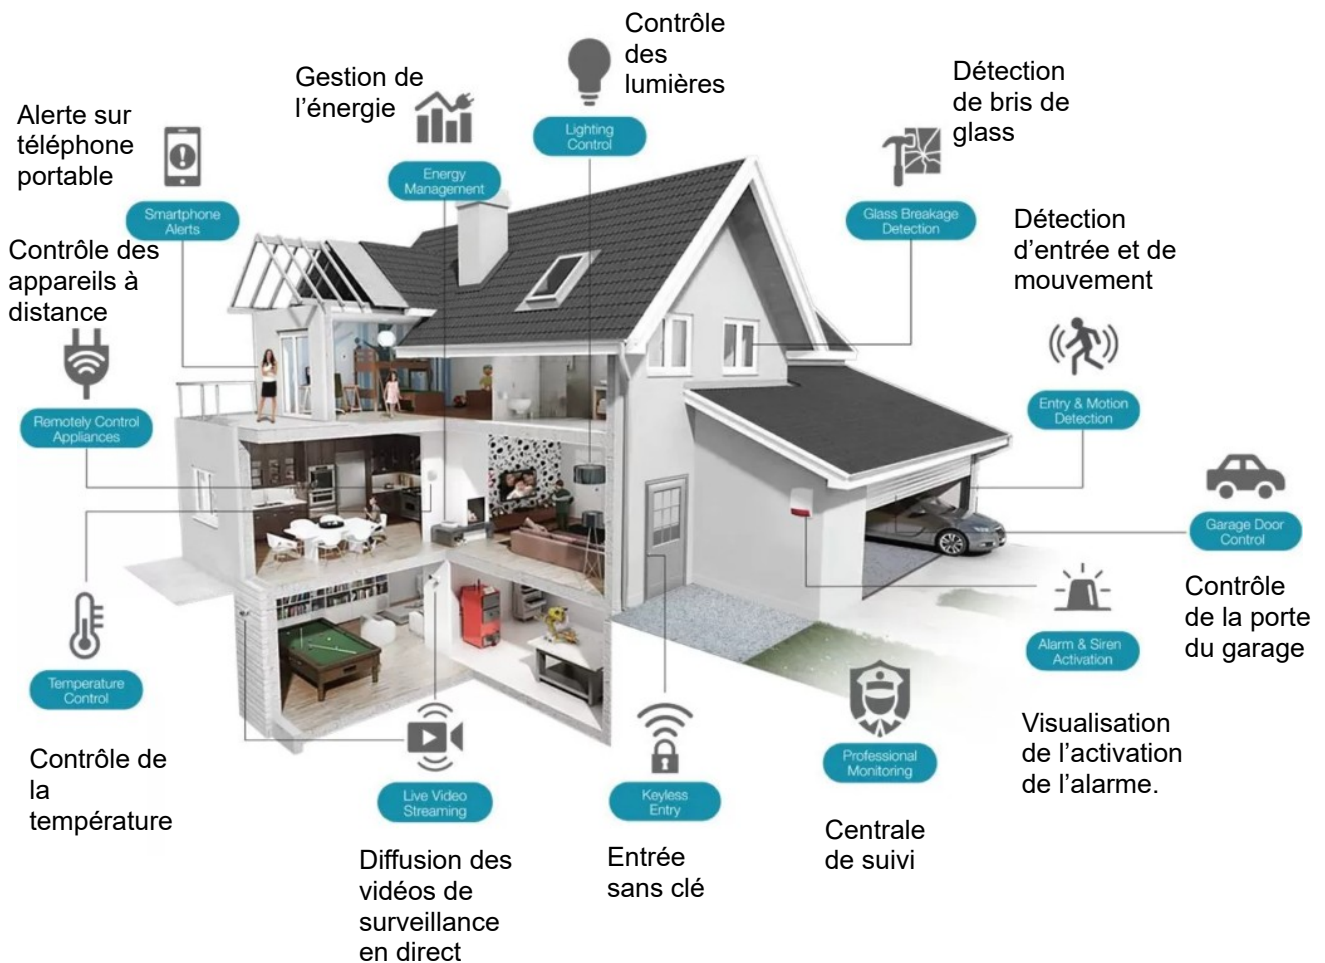 Contrôle
des
lumières
Gestion de
l'énergie
Détection
de bris de
glass
Alerte sur
téléphone
portable
Lighting
Control
Energy
Management
Smartphone
Alerts
Glass Breakage
Detection
Détection
d'entrée et de
mouvement
Contrôle des
appareils à
distance
Remotely Control
Appliances
Entry & Motion
Detection
Garage Door
Control
Contrôle
de la porte
du garage
Alarm & Siren
Activation
Temperature
Control
Visualisation
de l'activation
de l'alarme.
Professional
Monitoring
Contrôle de
la
température
Live Video
Streaming
Keyless
Entry
Centrale
de suivi
Diffusion des
vidéos de
surveillance
en direct
Entrée
sans clé